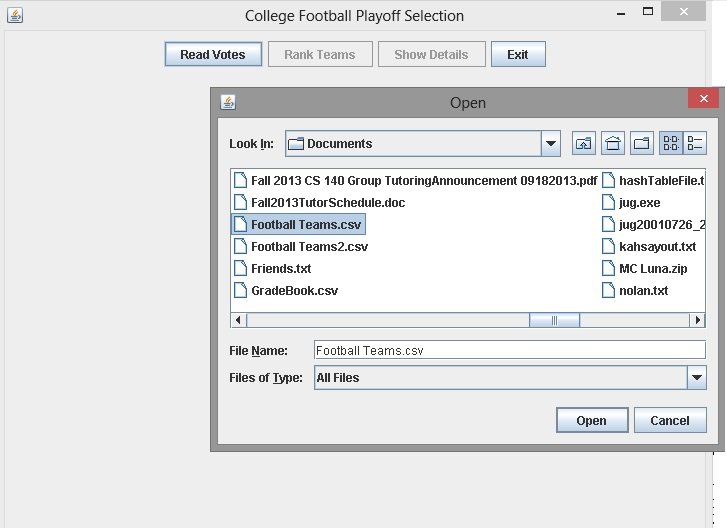 College Football Playoff Selection
Read Votes Rank Teams Show Details Exit
Open
Look In: Documents
Fall 2013 CS 140 Group TutoringAnnouncement 09182013.pdf
Fall2013TutorSchedule.doc
Football Teams.csv
Football Teams2.csv
Friends.txt
GradeBook.csv
hashTableFile.t
jug.exe
jug20010726_2
kahsayout.txt
MC Luna.zip
nolan.txt
File Name: Football Teams.csv
Files of Type: All Files
Open Cancel